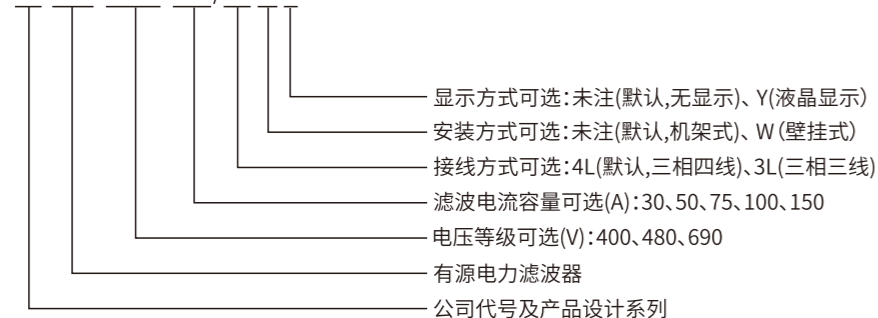 显示方式可选：未注(默认,无显示)、Y(液晶显示）
安装方式可选：未注(默认,机架式)、W（壁挂式）
接线方式可选：4L(默认,三相四线)、3L(三相三线)
滤波电流容量可选(A)：30、50、75、100、150
电压等级可选(V)：400、480、690
有源电力滤波器
公司代号及产品设计系列